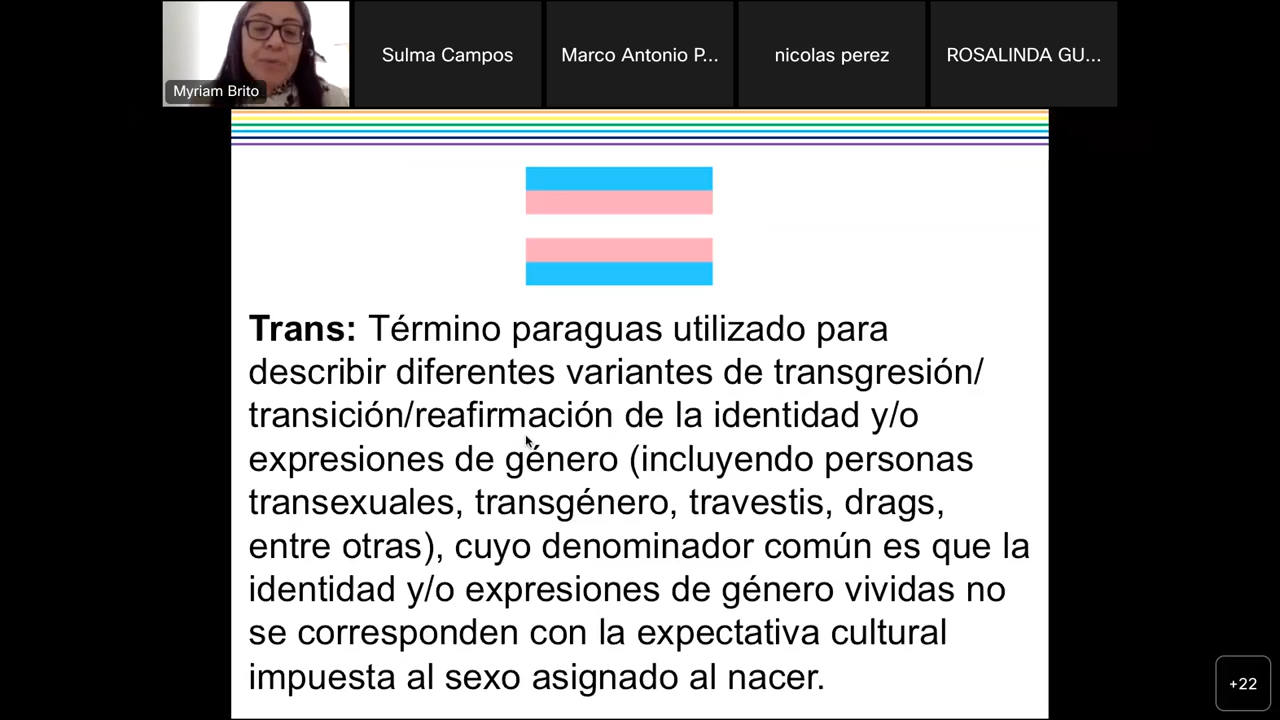 Sulma Campos
Marco Antonio P...
nicolas perez
ROSALINDA GU...
Myriam Brito
Trans: Término paraguas utilizado para
describir diferentes variantes de transgresión/
transición/reafirmación de la identidad y/o
expresiones de género (incluyendo personas
transexuales, transgénero, travestis, drags,
entre otras), cuyo denominador común es que la
identidad y/o expresiones de género vividas no
se corresponden con la expectativa cultural
impuesta al sexo asignado al nacer.
+22